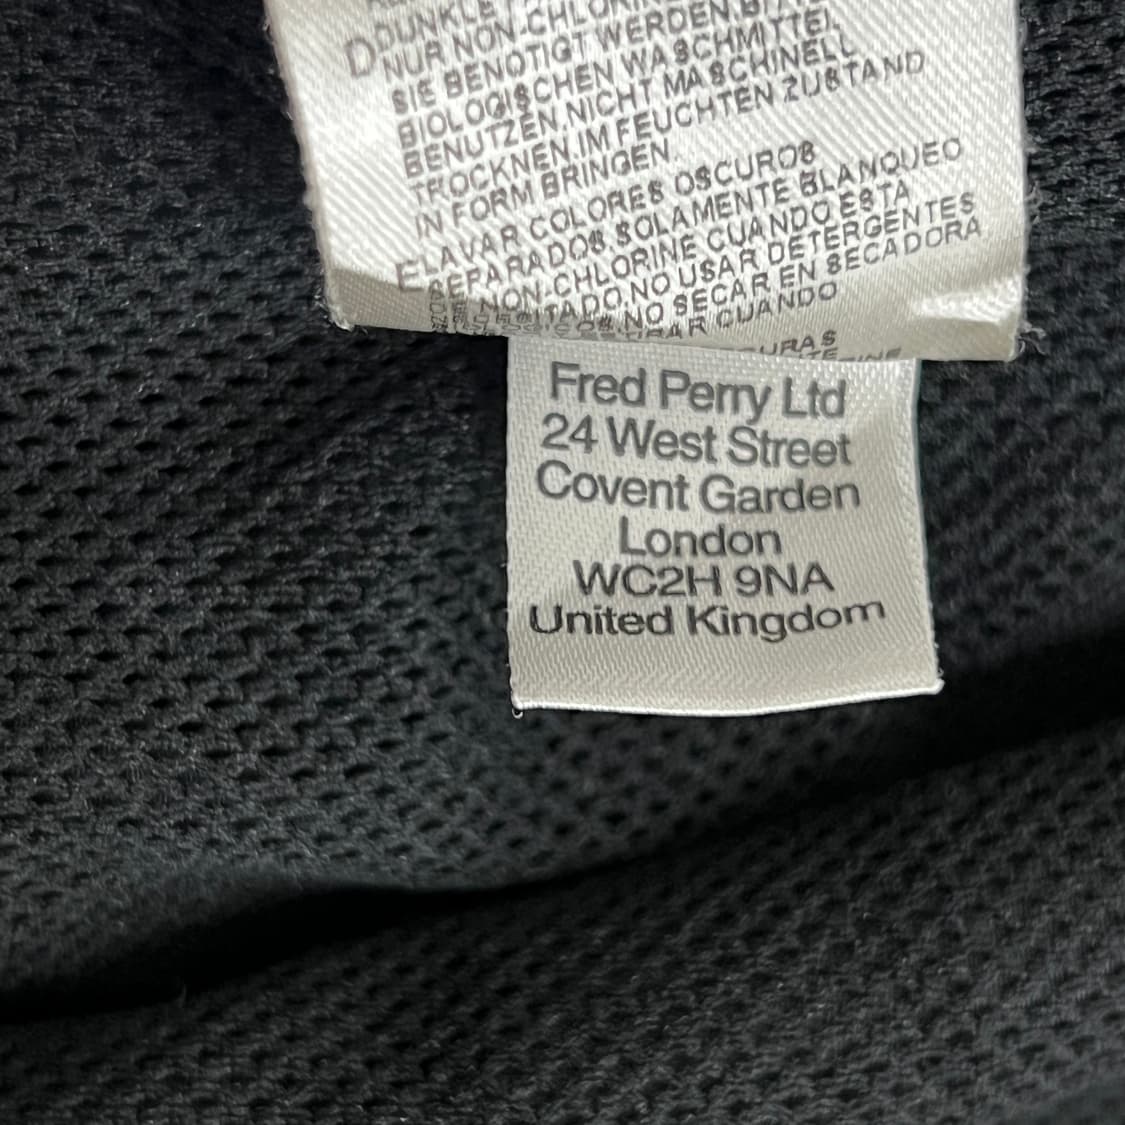 DUNKLE
D NUR NON-CHLORINE
SIE BENÖTIGT WERDEN.
BIOLOGISCHEN WASCHMITTEL
BENUTZEN.NICHT MASCHINELL
TROCKNEN.IM FEUCHTEN ZUSTAND
IN FORM BRINGEN.
E LAVAR COLORES OSCUROS
SEPARADOS.SOLAMENTE BLANQUEO
NON-CHLORINE CUANDO ESTA
NO USAR DETERGENTES
NO SECAR EN SECADORA
CUANDO
Fred Perry Ltd
24 West Street
Covent Garden
London
WC2H 9NA
United Kingdom